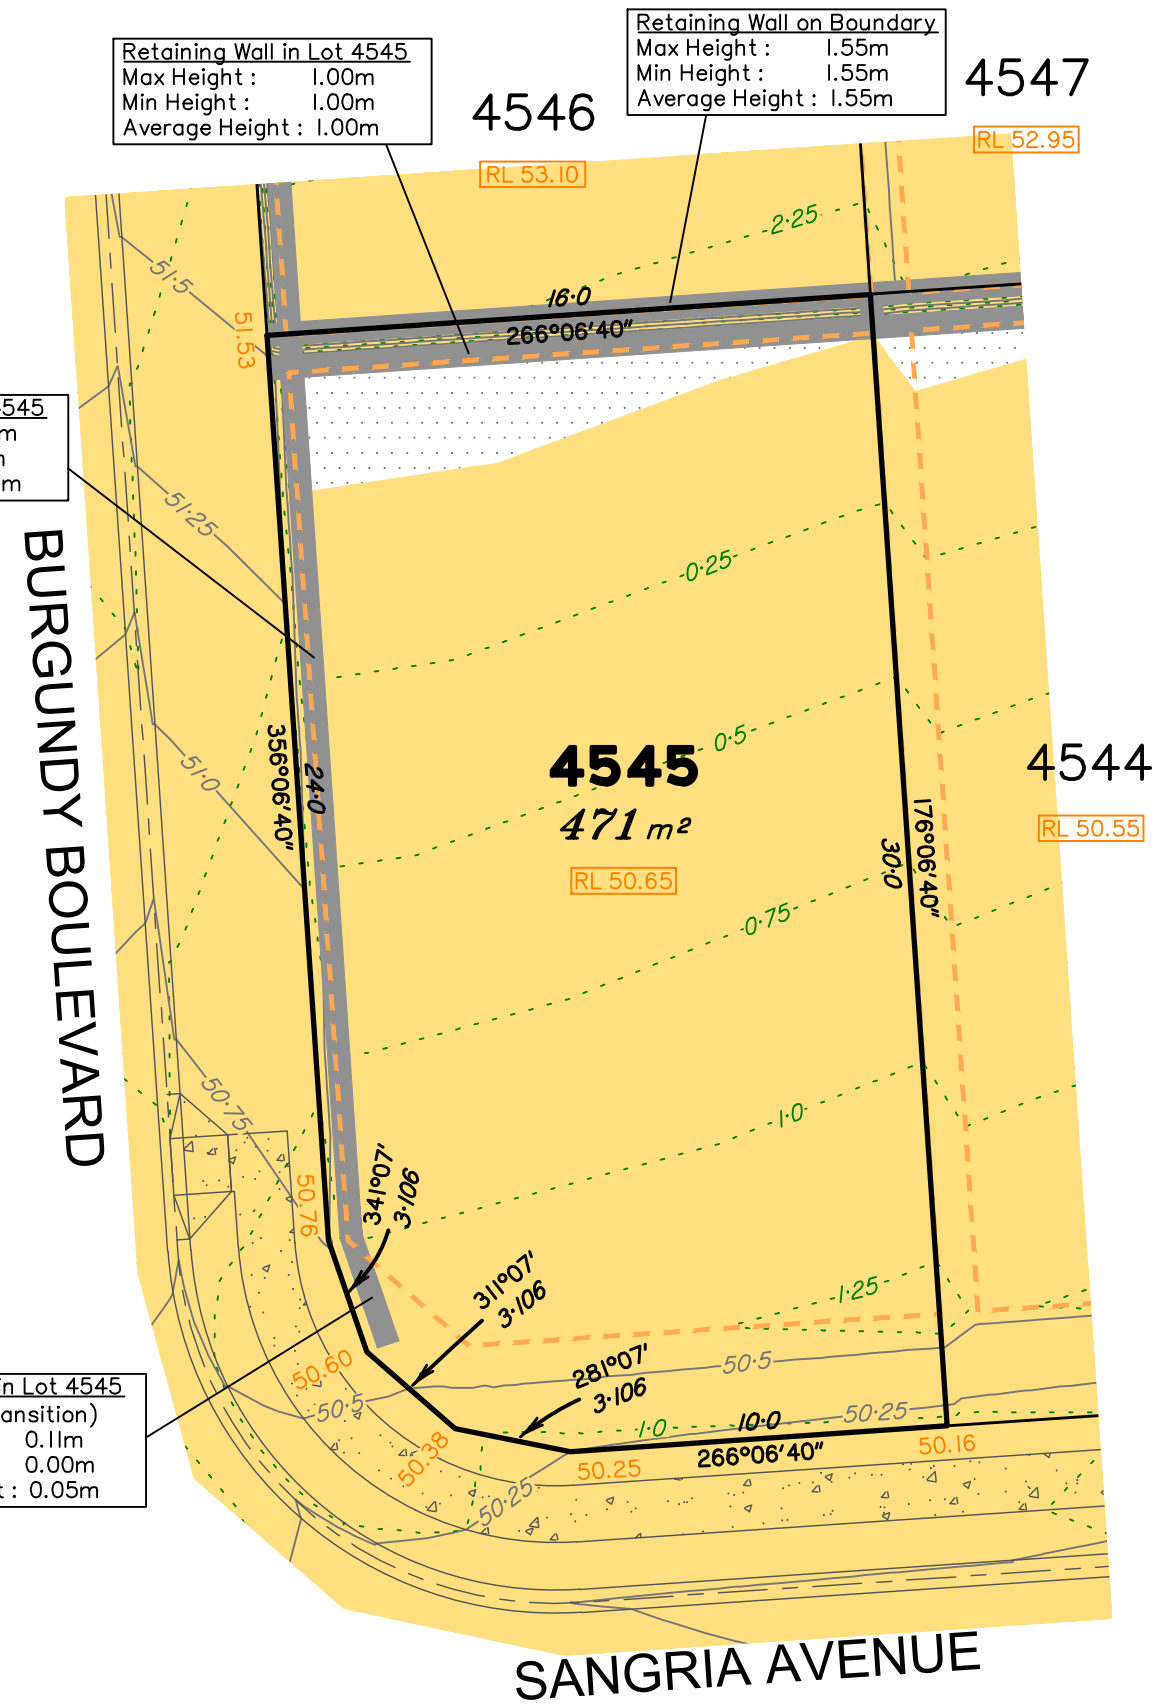 Retaining Wall in Lot 4545
Max Height : 1.00m
Min Height : 1.00m
Average Height : 1.00m
Retaining Wall on Boundary
Max Height : 1.55m
Min Height : 1.55m
Average Height : 1.55m
4546
RL 53.10
4547
RL 52.95
2·25
51·5
16·0
266°06'40"
51.53
4545
m
m
m
51·25
0·25
BURGUNDY BOULEVARD
356°06'40"
24·0
51·0
0·5
4545
471 m²
RL 50.65
4544
RL 50.55
176°06'40"
30·0
0·75
50·75
1·0
50.76
341°07'
3·106
311°07'
3·106
281°07'
3·106
1·25
50·5
50.60
50·5
in Lot 4545
ansition)
0.11m
0.00m
t : 0.05m
50.38
1·0
10·0
50·25
266°06'40"
50.25
50.16
50·25
SANGRIA AVENUE